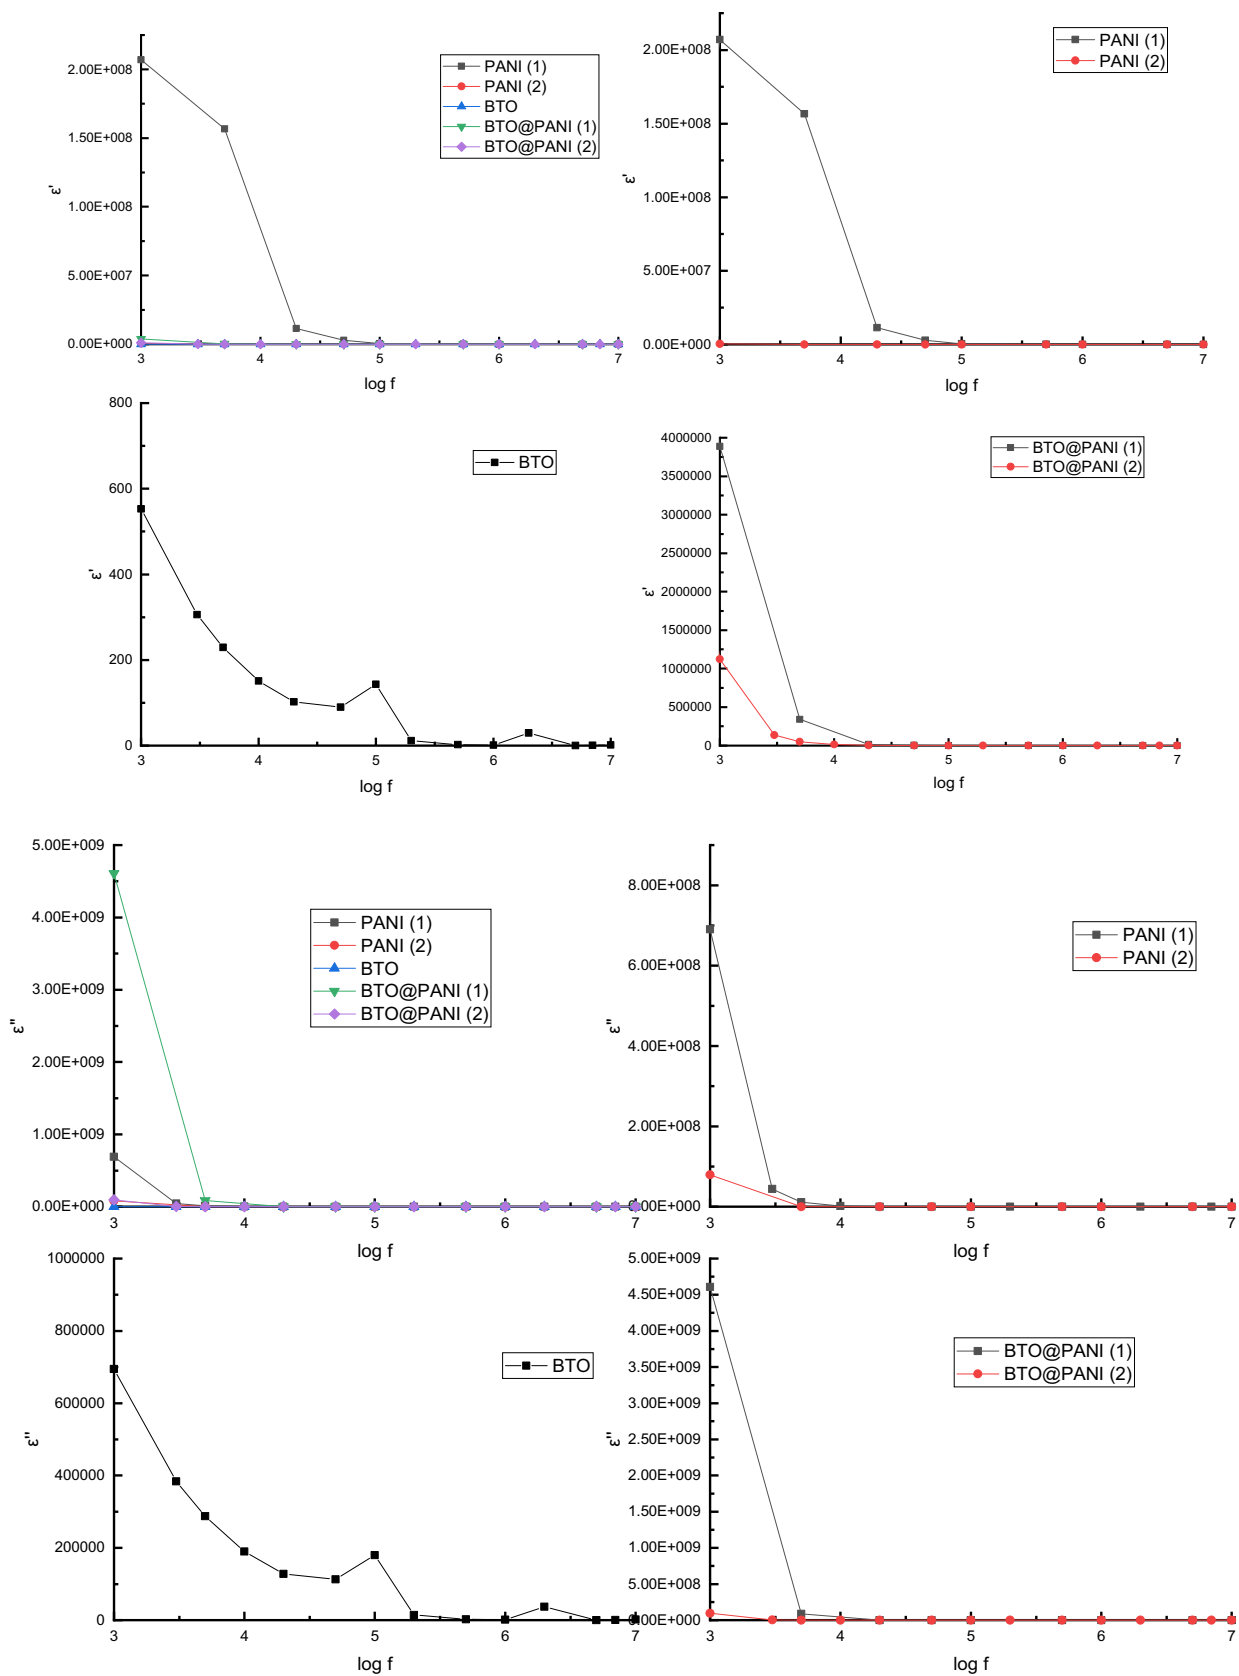 2.00E+008
1.50E+008
1.00E+008
5.00E+007
0.00E+000
ε'
3 4 5 6 7
log f
PANI (1)
PANI (2)
BTO
BTO@PANI (1)
BTO@PANI (2)
2.00E+008
1.50E+008
1.00E+008
5.00E+007
0.00E+000
ε'
3 4 5 6 7
log f
PANI (1)
PANI (2)
800
600
400
200
0
ε'
3 4 5 6 7
log f
BTO
4000000
3500000
3000000
2500000
2000000
1500000
1000000
500000
0
ε'
3 4 5 6 7
log f
BTO@PANI (1)
BTO@PANI (2)
5.00E+009
4.00E+009
3.00E+009
2.00E+009
1.00E+009
0.00E+000
ε''
3 4 5 6 7
log f
PANI (1)
PANI (2)
BTO
BTO@PANI (1)
BTO@PANI (2)
8.00E+008
6.00E+008
4.00E+008
2.00E+008
0.00E+000
ε''
3 4 5 6 7
log f
PANI (1)
PANI (2)
1000000
800000
600000
400000
200000
0
ε''
3 4 5 6 7
log f
BTO
5.00E+009
4.50E+009
4.00E+009
3.50E+009
3.00E+009
2.50E+009
2.00E+009
1.50E+009
1.00E+009
5.00E+008
0.00E+000
ε''
3 4 5 6 7
log f
BTO@PANI (1)
BTO@PANI (2)